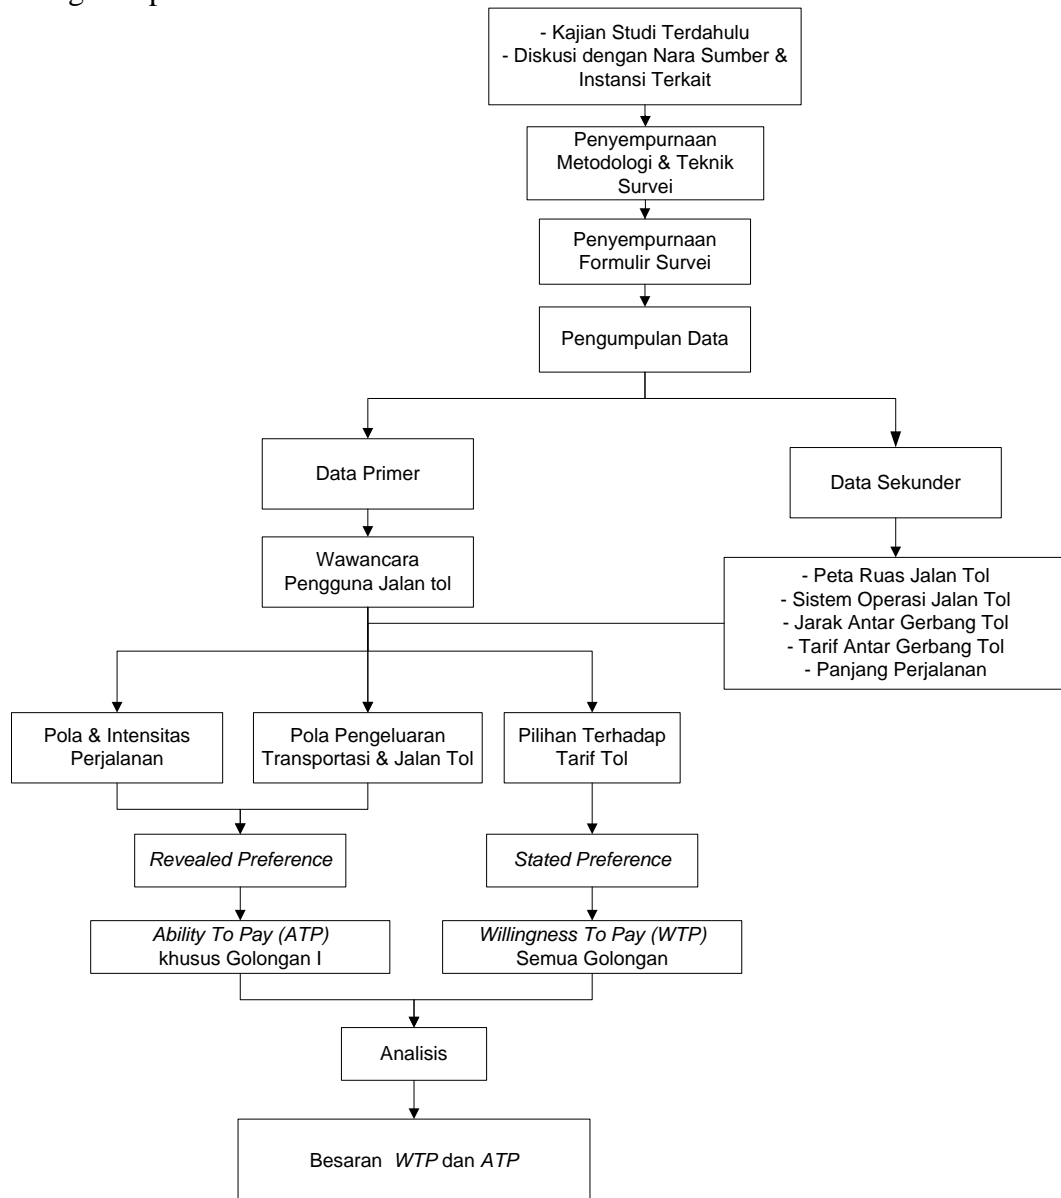 - Kajian Studi Terdahulu
- Diskusi dengan Nara Sumber &
Instansi Terkait
Penyempurnaan
Metodologi & Teknik
Survei
Penyempurnaan
Formulir Survei
Pengumpulan Data
Data Primer
Data Sekunder
Wawancara
Pengguna Jalan tol
- Peta Ruas Jalan Tol
- Sistem Operasi Jalan Tol
- Jarak Antar Gerbang Tol
- Tarif Antar Gerbang Tol
- Panjang Perjalanan
Pola & Intensitas
Perjalanan
Pola Pengeluaran
Transportasi & Jalan Tol
Pilihan Terhadap
Tarif Tol
Revealed Preference
Stated Preference
Ability To Pay (ATP)
khusus Golongan I
Willingness To Pay (WTP)
Semua Golongan
Analisis
Besaran WTP dan ATP